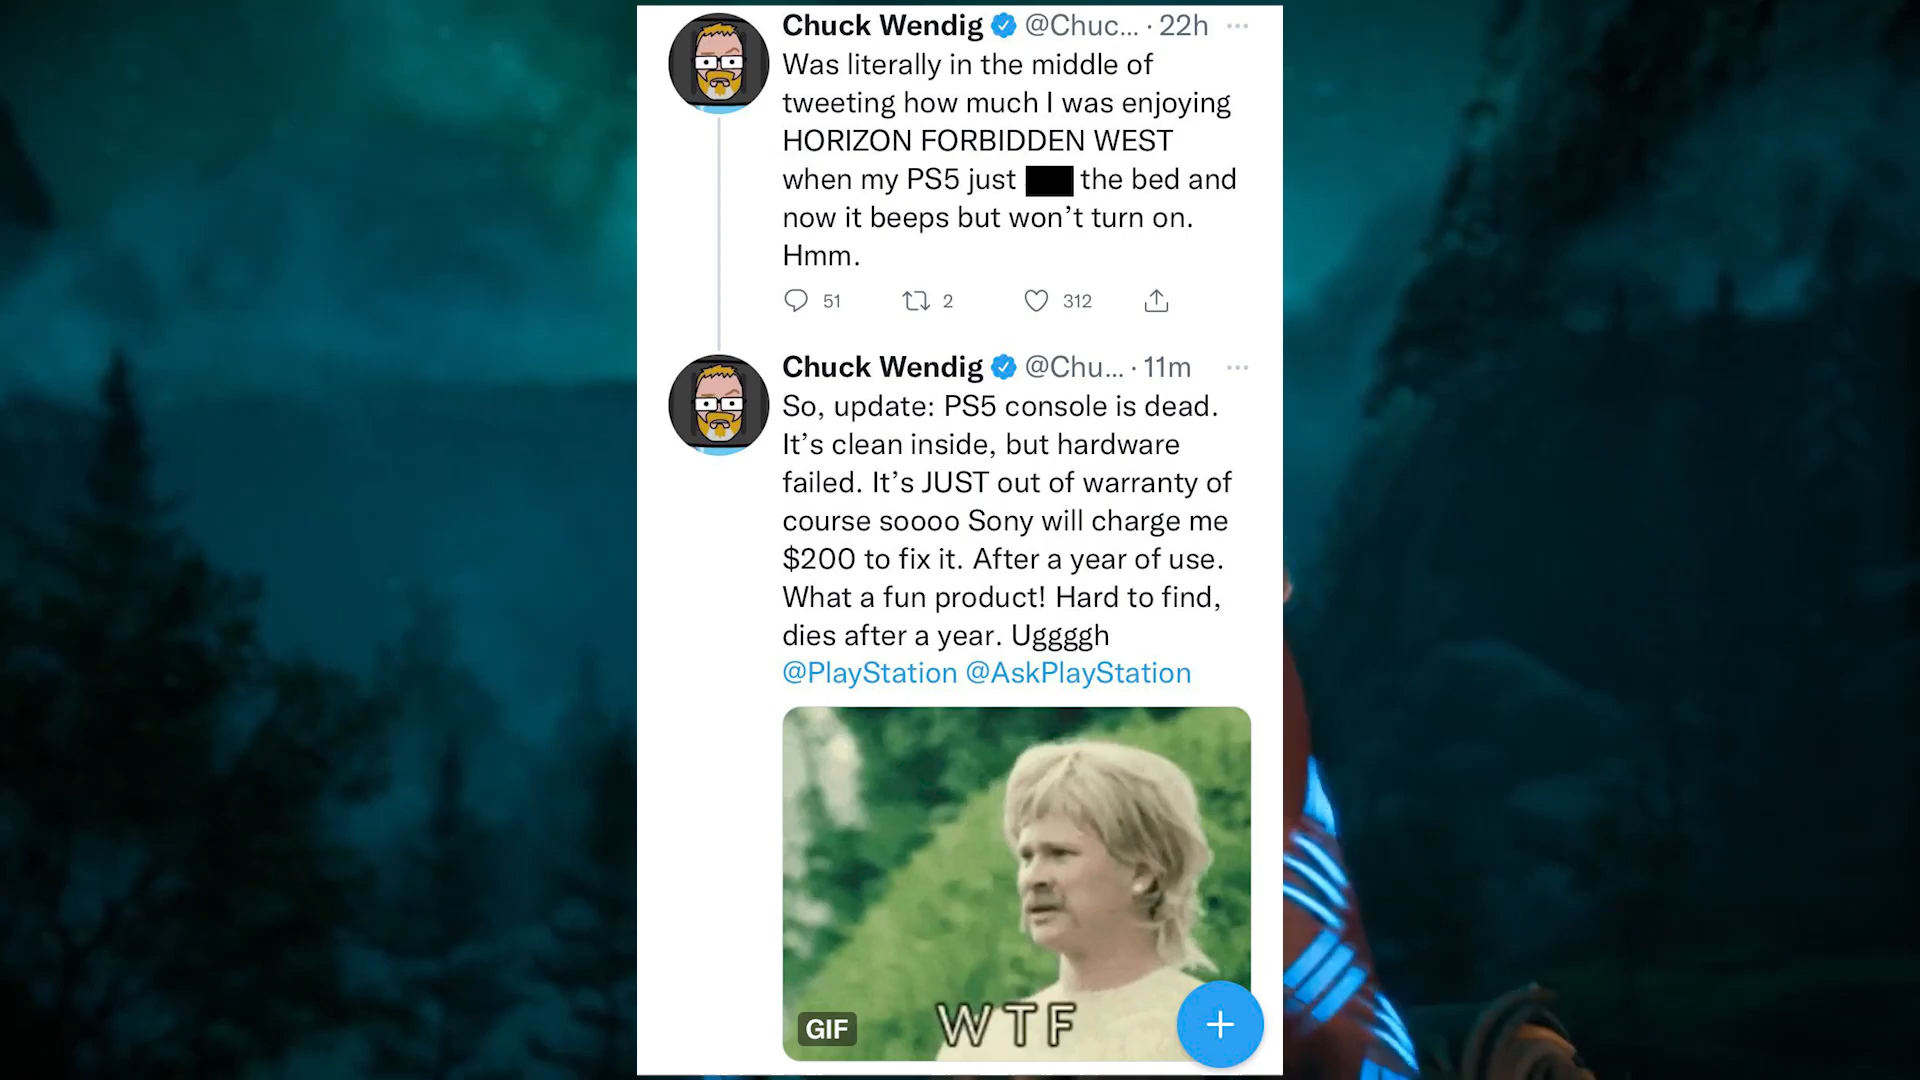 Chuck Wendig @Chuc... · 22h
Was literally in the middle of
tweeting how much I was enjoying
HORIZON FORBIDDEN WEST
when my PS5 just the bed and
now it beeps but won’t turn on.
Hmm.
51 2 312
Chuck Wendig @Chu... · 11m
So, update: PS5 console is dead.
It’s clean inside, but hardware
failed. It’s JUST out of warranty of
course soooo Sony will charge me
$200 to fix it. After a year of use.
What a fun product! Hard to find,
dies after a year. Uggggh
@PlayStation @AskPlayStation
GIF WTF